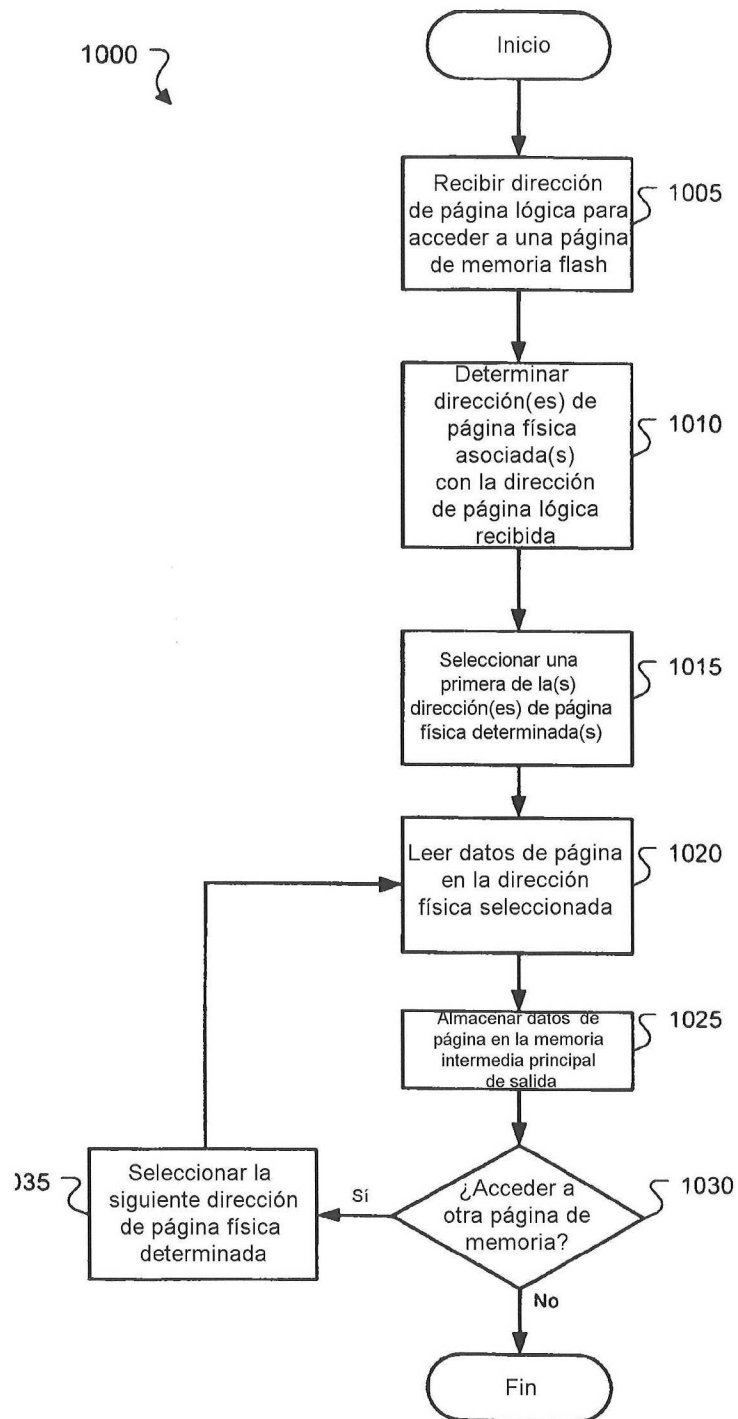 Inicio
1000
Recibir dirección
de página lógica para
acceder a una página
de memoria flash
1005
Determinar
dirección(es) de
página física
asociada(s)
con la dirección
de página lógica
recibida
1010
Seleccionar una
primera de la(s)
dirección(es) de página
física determinada(s)
1015
Leer datos de página
en la dirección
física seleccionada
1020
Almacenar datos de
página en la memoria
intermedia principal
de salida
1025
¿Acceder a
otra página de
memoria?
1030
Sí
Seleccionar la
siguiente dirección
de página física
determinada
035
No
Fin